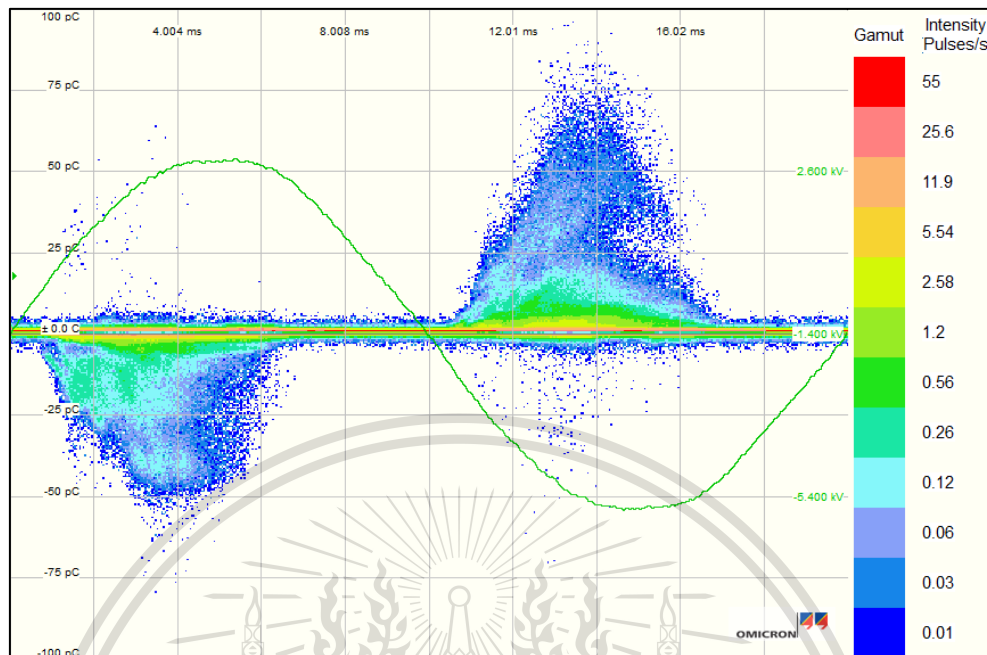 100 pC
4.004 ms
8.008 ms
12.01 ms
16.02 ms
75 pC
50 pC
2.600 kV
25 pC
± 0.0 C
-1.400 kV
-25 pC
-50 pC
-5.400 kV
-75 pC
-100 pC
OMICRON
Gamut
Intensity
Pulses/s
55
25.6
11.9
5.54
2.58
1.2
0.56
0.26
0.12
0.06
0.03
0.01